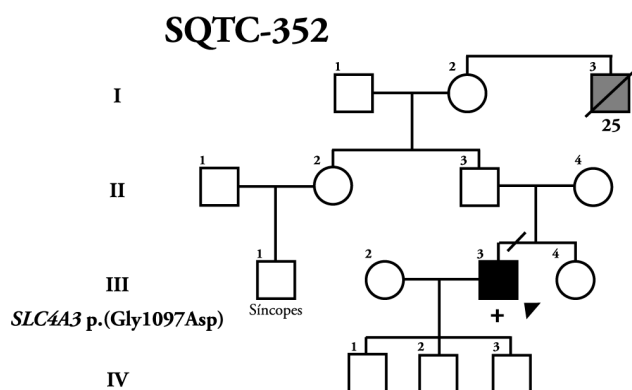 SQTC-352
1 2 3
I
25
1 2 3 4
II
1 2 3 4
III
Síncopes
SLC4A3 p.(Gly1097Asp)
+
1 2 3
IV